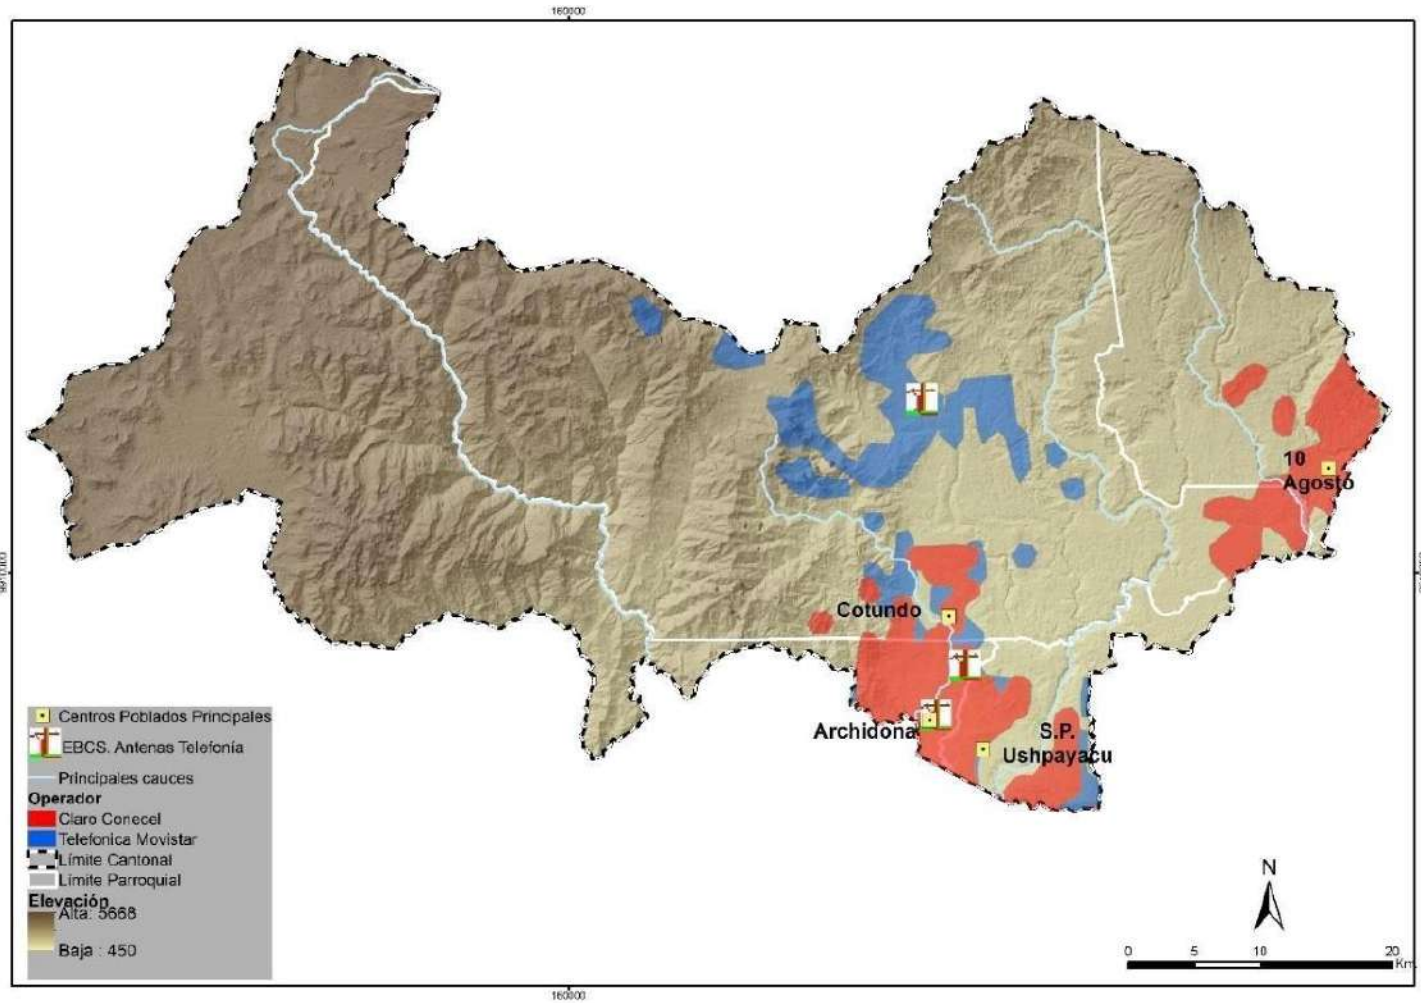 160000
10
Agosto
Cotundo
Archidona
S.P.
Ushpayacu
Centros Poblados Principales
EBCS. Antenas Telefonía
Principales cauces
Operador
Claro Conecel
Telefonica Movistar
Límite Cantonal
Límite Parroquial
Elevación
Alta: 5668
Baja : 450
N
0 5 10 20
Km.
160000